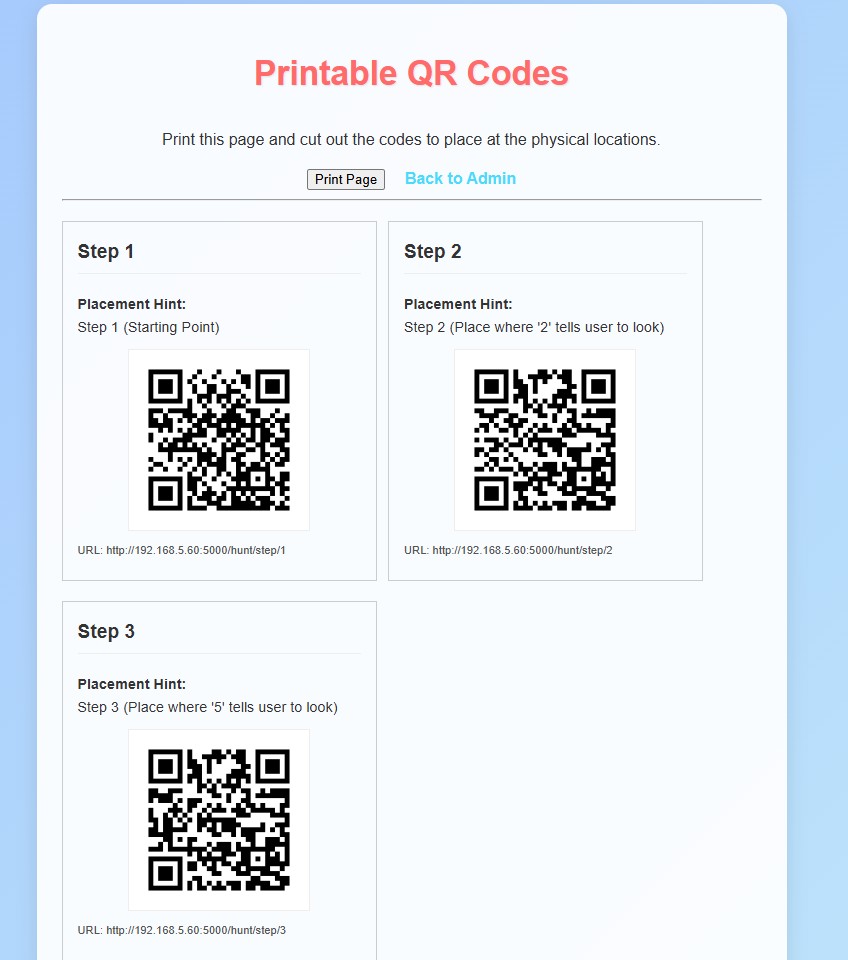 Printable QR Codes
Print this page and cut out the codes to place at the physical locations.
Print Page Back to Admin
Step 1
Placement Hint:
Step 1 (Starting Point)
URL: http://192.168.5.60:5000/hunt/step/1
Step 2
Placement Hint:
Step 2 (Place where '2' tells user to look)
URL: http://192.168.5.60:5000/hunt/step/2
Step 3
Placement Hint:
Step 3 (Place where '5' tells user to look)
URL: http://192.168.5.60:5000/hunt/step/3